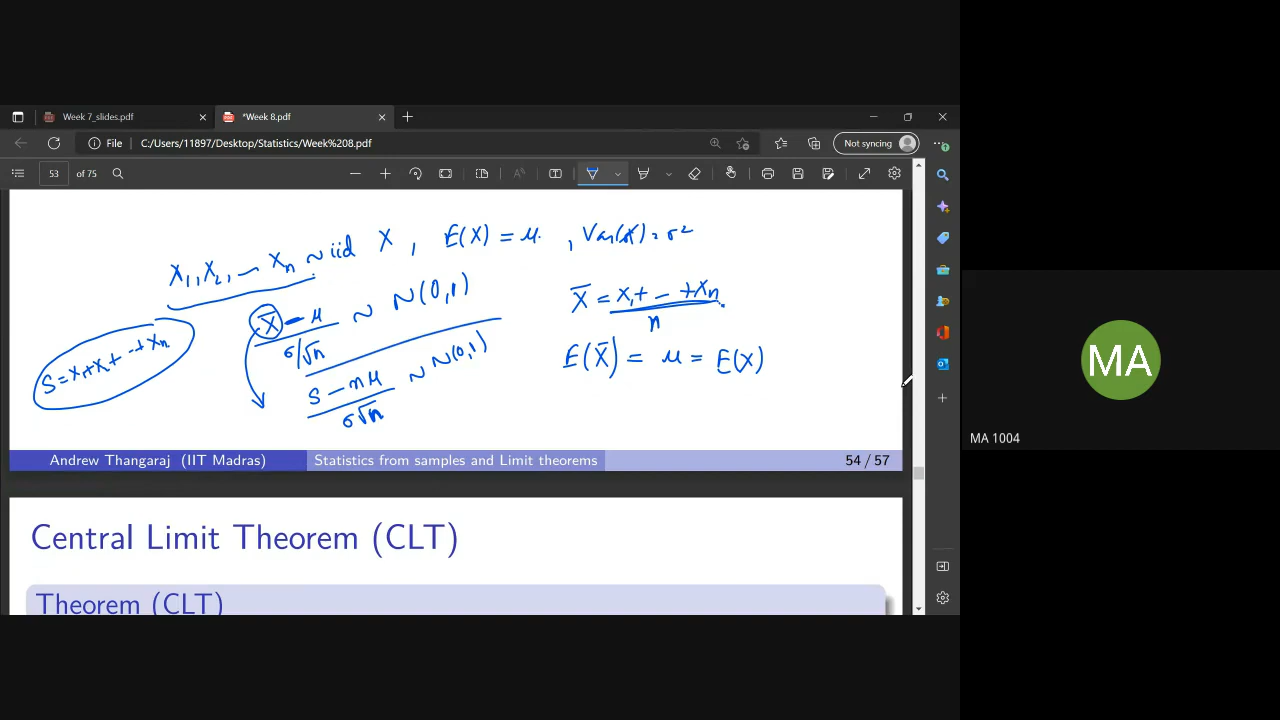 Week 7_slides.pdf
*Week 8.pdf
File C:/Users/11897/Desktop/Statistics/Week%208.pdf
Not syncing
53 of 75
X₁, X₂, – Xₙ ~ iid X , E(X) = μ. , Var(X) = σ²
X̄ – μ / σ/√n ~ N(0,1)
X̄ = X₁ + – + Xₙ / n
S = X₁ + X₂ + – + Xₙ
S – nμ / σ√n ~ N(0,1)
E(X̄) = μ = E(X)
Andrew Thangaraj (IIT Madras) Statistics from samples and Limit theorems 54 / 57
Central Limit Theorem (CLT)
Theorem (CLT)
MA
MA 1004